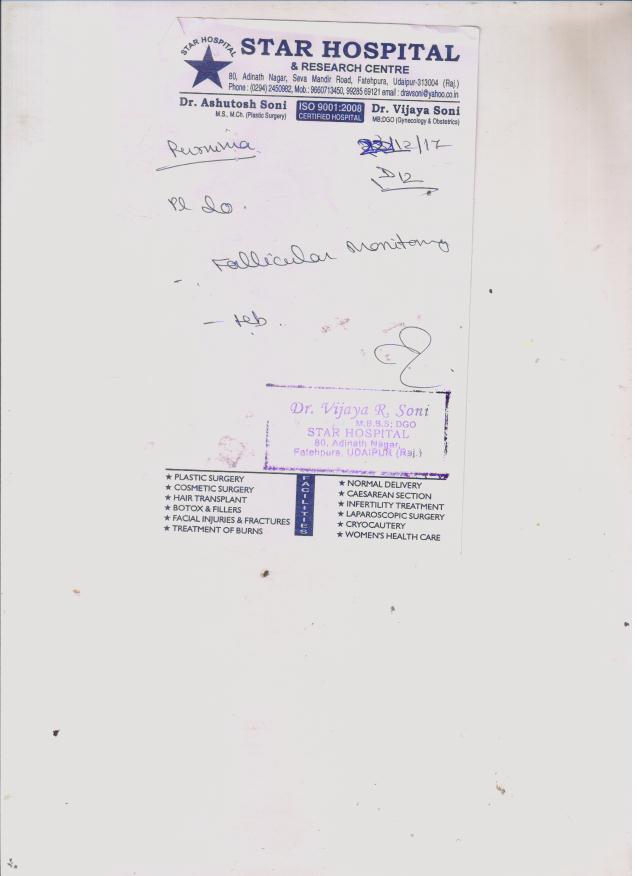 STAR HOSPITAL
STAR HOSPITAL
& RESEARCH CENTRE
80, Adinath Nagar, Seva Mandir Road, Fatehpura, Udaipur-313004 (Raj.)
Phone : (0294) 2450982, Mob.: 9660713450, 99285 69121 email : dravsoni@yahoo.co.in
Dr. Ashutosh Soni
M.S., M.Ch. (Plastic Surgery)
ISO 9001:2008
CERTIFIED HOSPITAL
Dr. Vijaya Soni
MB;DGO (Gynecology & Obstetrics)
/12/17
D12
Pl do.
Follicular Monitoring
Dr. Vijaya R. Soni
M.B.B.S; DGO
STAR HOSPITAL
80, Adinath Nagar,
Fatehpura, UDAIPUR (Raj.)
FACILITIES
★ PLASTIC SURGERY
★ COSMETIC SURGERY
★ HAIR TRANSPLANT
★ BOTOX & FILLERS
★ FACIAL INJURIES & FRACTURES
★ TREATMENT OF BURNS
★ NORMAL DELIVERY
★ CAESAREAN SECTION
★ INFERTILITY TREATMENT
★ LAPAROSCOPIC SURGERY
★ CRYOCAUTERY
★ WOMEN'S HEALTH CARE